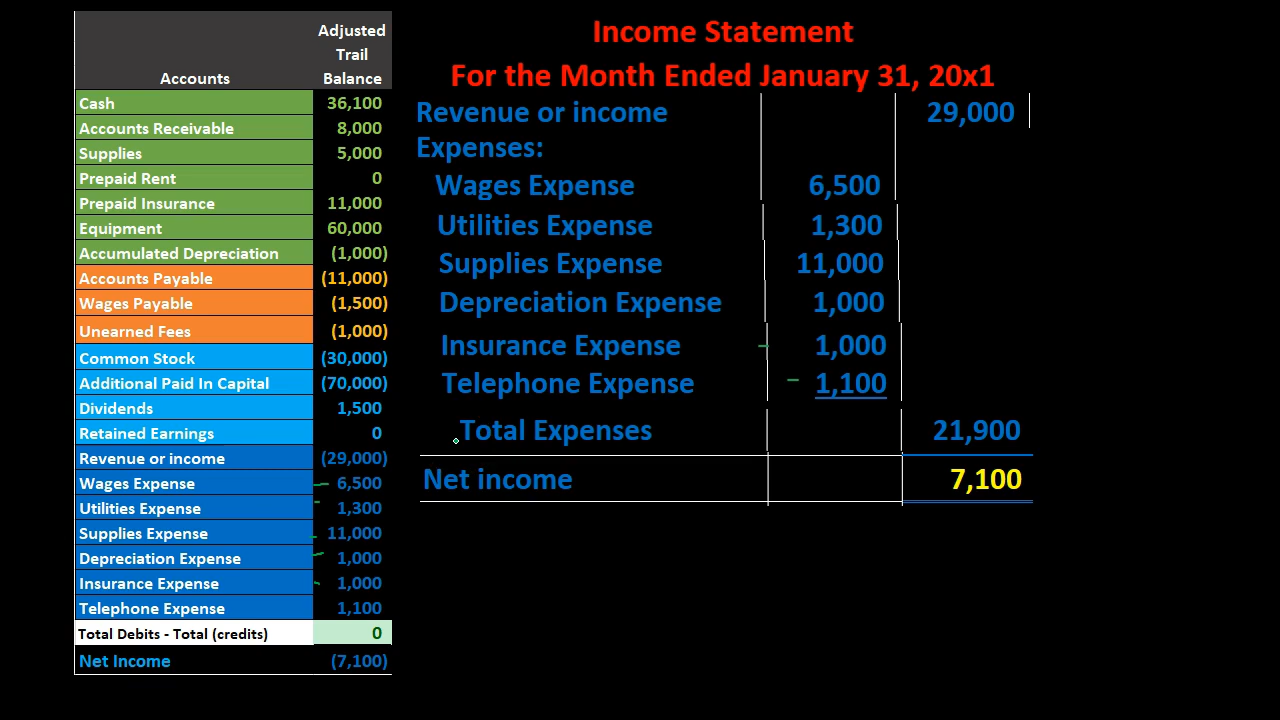 Accounts Adjusted Trail Balance
Cash 36,100
Accounts Receivable 8,000
Supplies 5,000
Prepaid Rent 0
Prepaid Insurance 11,000
Equipment 60,000
Accumulated Depreciation (1,000)
Accounts Payable (11,000)
Wages Payable (1,500)
Unearned Fees (1,000)
Common Stock (30,000)
Additional Paid In Capital (70,000)
Dividends 1,500
Retained Earnings 0
Revenue or income (29,000)
Wages Expense 6,500
Utilities Expense 1,300
Supplies Expense 11,000
Depreciation Expense 1,000
Insurance Expense 1,000
Telephone Expense 1,100
Total Debits - Total (credits) 0
Net Income (7,100)
Income Statement
For the Month Ended January 31, 20x1
Revenue or income 29,000
Expenses:
Wages Expense 6,500
Utilities Expense 1,300
Supplies Expense 11,000
Depreciation Expense 1,000
Insurance Expense 1,000
Telephone Expense 1,100
Total Expenses 21,900
Net income 7,100